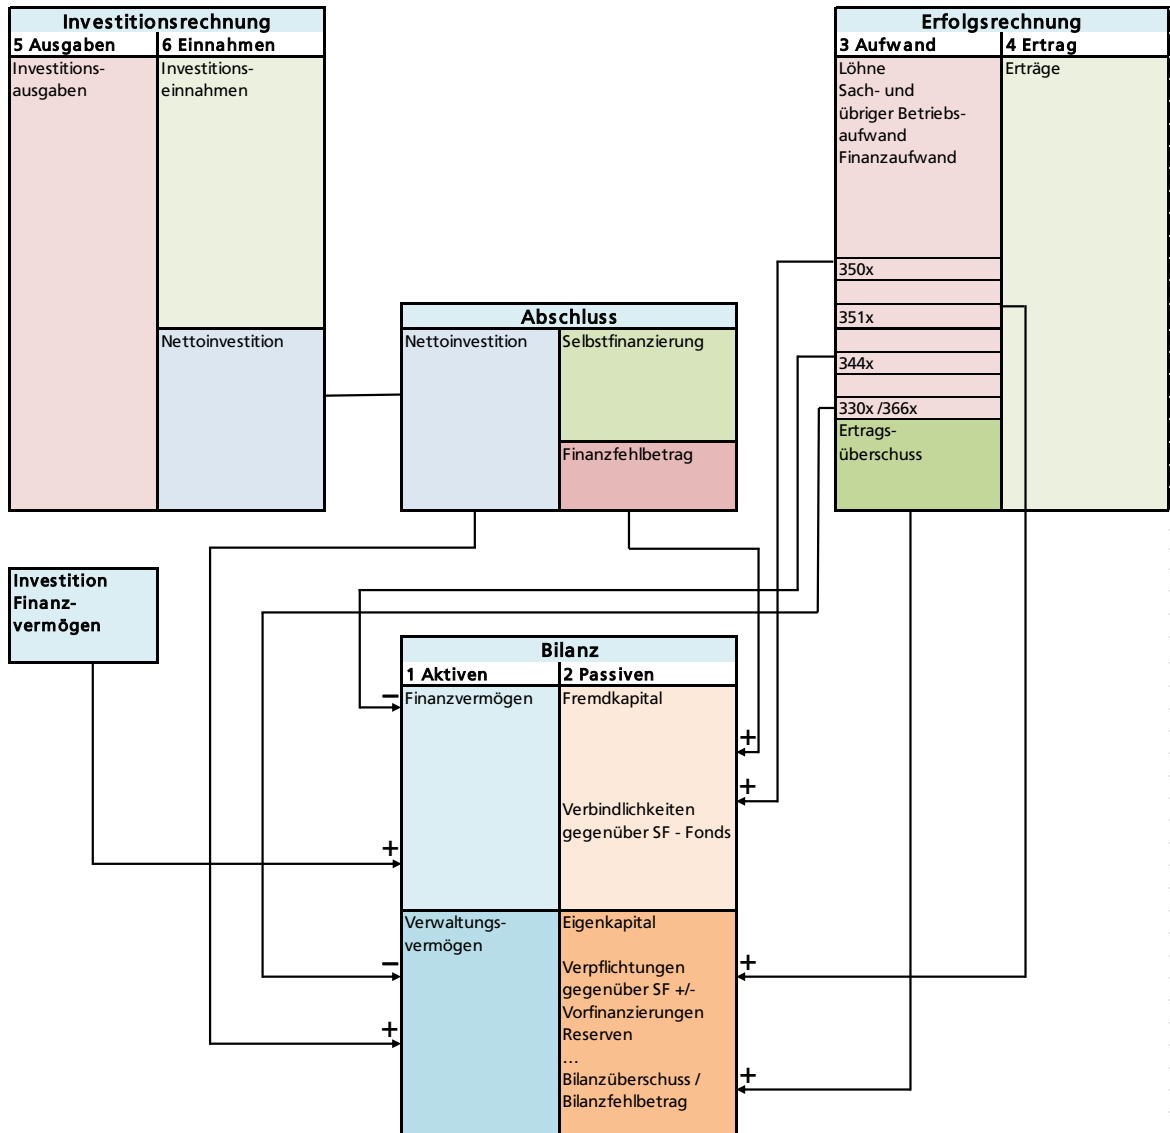 Investitionsrechnung
5 Ausgaben
6 Einnahmen
Investitions-
ausgaben
Investitions-
einnahmen
Nettoinvestition
Erfolgsrechnung
3 Aufwand
4 Ertrag
Löhne
Sach- und
übriger Betriebs-
aufwand
Finanzaufwand
Erträge
350x
351x
344x
330x /366x
Ertrags-
überschuss
Abschluss
Nettoinvestition
Selbstfinanzierung
Finanzfehlbetrag
Investition
Finanz-
vermögen
Bilanz
1 Aktiven
2 Passiven
–
Finanzvermögen
Fremdkapital
+
+
Verbindlichkeiten
gegenüber SF - Fonds
+
Verwaltungs-
vermögen
–
+
Eigenkapital
Verpflichtungen
gegenüber SF +/-
Vorfinanzierungen
Reserven
...
Bilanzüberschuss /
Bilanzfehlbetrag
+
+